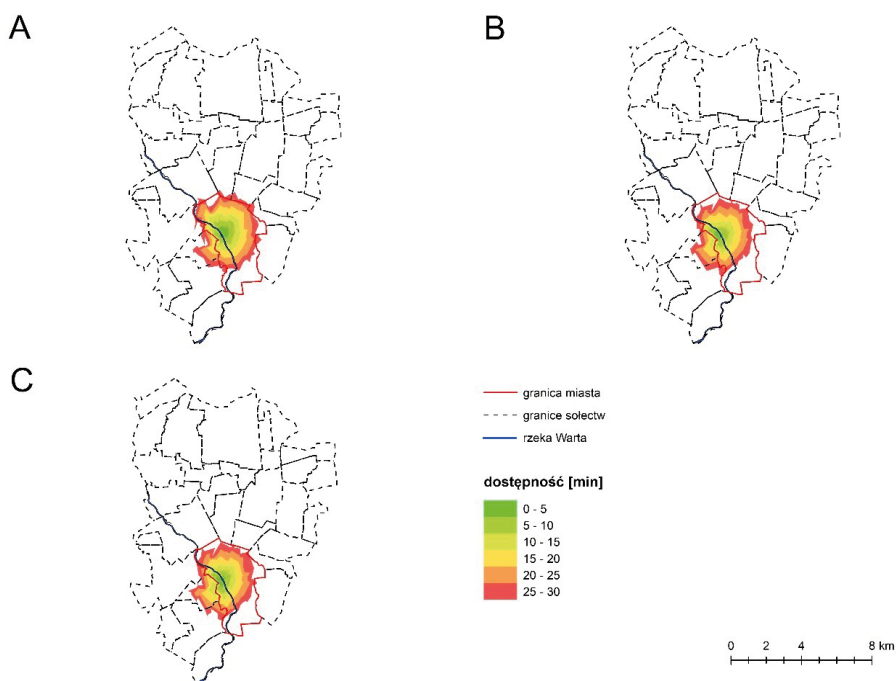 A
B
C
granica miasta
granice sołectw
rzeka Warta
dostępność [min]
0 - 5
5 - 10
10 - 15
15 - 20
20 - 25
25 - 30
0 2 4 8 km